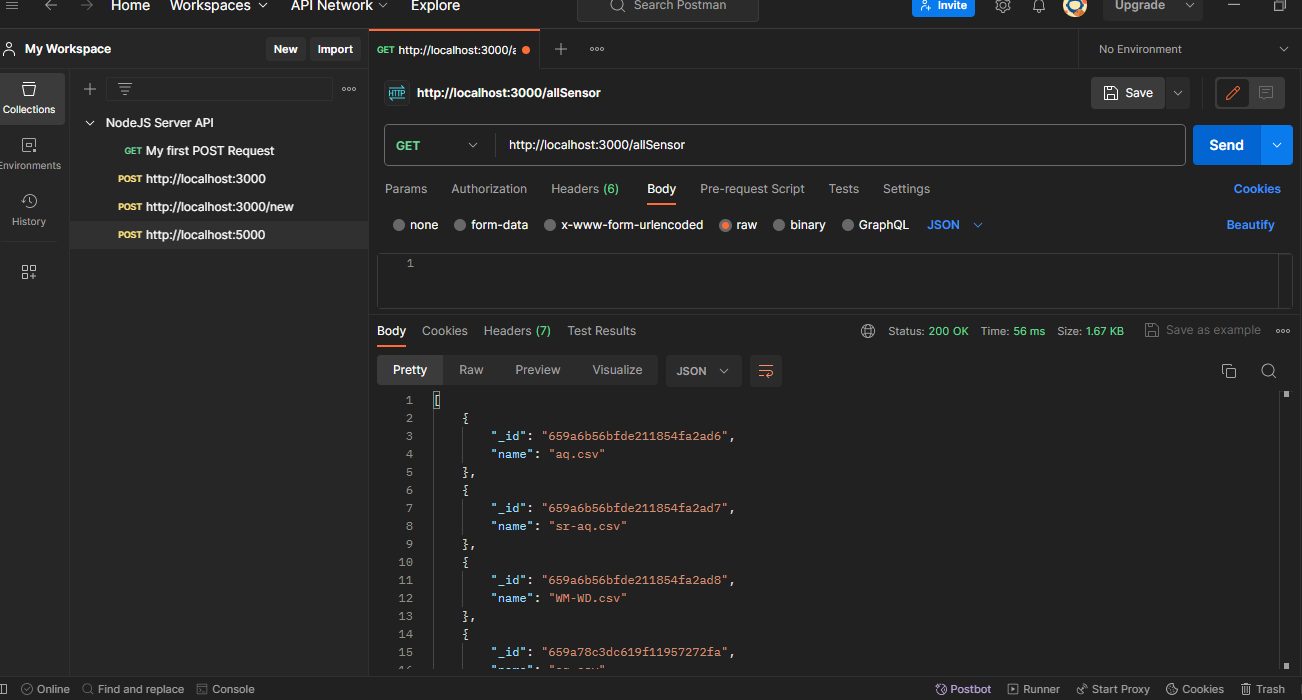 Home Workspaces API Network Explore Search Postman Invite Upgrade
My Workspace New Import GET http://localhost:3000/a No Environment
HTTP http://localhost:3000/allSensor Save
Collections
NodeJS Server API
GET My first POST Request
POST http://localhost:3000
POST http://localhost:3000/new
POST http://localhost:5000
Environments
History
GET http://localhost:3000/allSensor Send
Params Authorization Headers (6) Body Pre-request Script Tests Settings Cookies
none form-data x-www-form-urlencoded raw binary GraphQL JSON Beautify
1
Body Cookies Headers (7) Test Results Status: 200 OK Time: 56 ms Size: 1.67 KB Save as example
Pretty Raw Preview Visualize JSON
1 [
2 {
3 "_id": "659a6b56bfde211854fa2ad6",
4 "name": "aq.csv"
5 },
6 {
7 "_id": "659a6b56bfde211854fa2ad7",
8 "name": "sr-aq.csv"
9 },
10 {
11 "_id": "659a6b56bfde211854fa2ad8",
12 "name": "WM-WD.csv"
13 },
14 {
15 "_id": "659a78c3dc619f11957272fa",
Online Find and replace Console Postbot Runner Start Proxy Cookies Trash